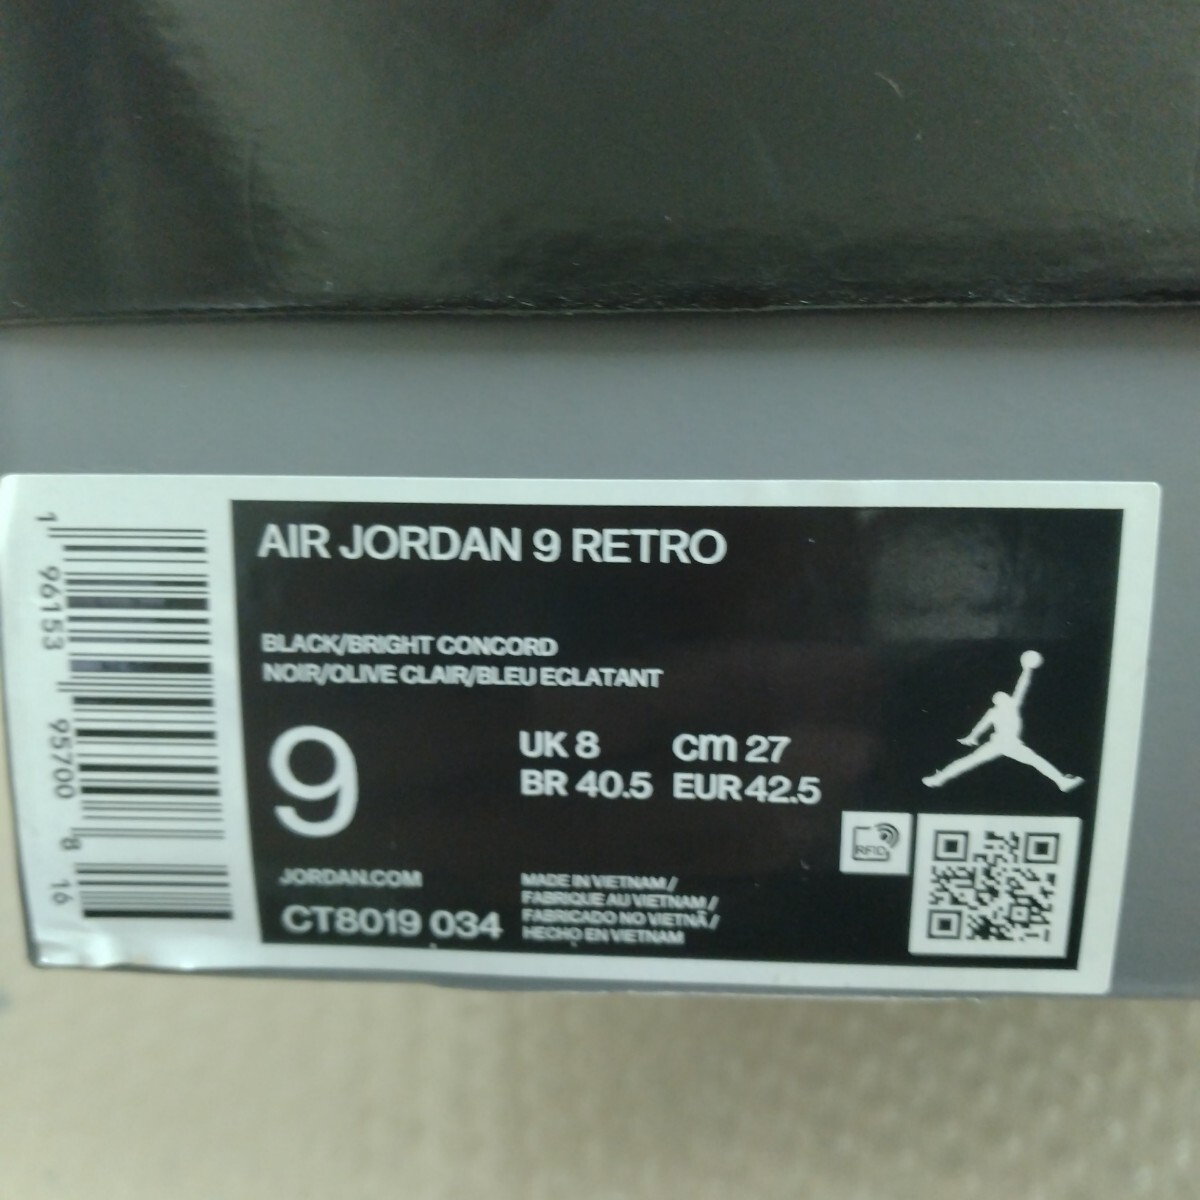 AIR JORDAN 9 RETRO
BLACK/BRIGHT CONCORD
NOIR/OLIVE CLAIR/BLEU ECLATANT
9
UK 8 cm 27
BR 40.5 EUR 42.5
JORDAN.COM
CT8019 034
MADE IN VIETNAM /
FABRIQUE AU VIETNAM /
FABRICADO NO VIETNÃ /
HECHO EN VIETNAM
RFID
1 96153 95700 8 16